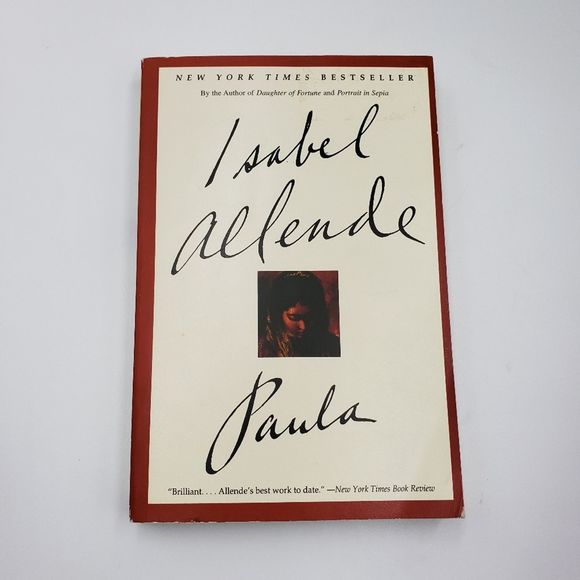 NEW YORK TIMES BESTSELLER
By the Author of Daughter of Fortune and Portrait in Sepia
Isabel
Allende
Paula
"Brilliant. . . . Allende's best work to date." —New York Times Book Review